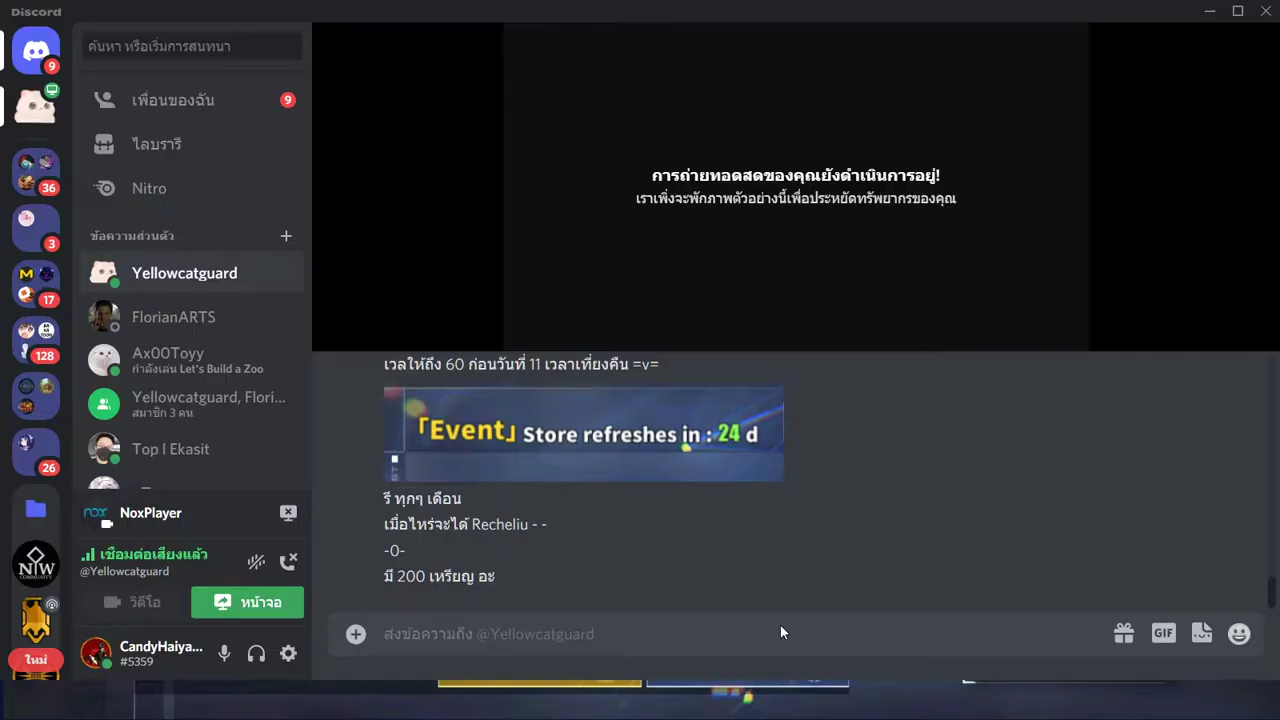 Discord
ค้นหา หรือเริ่มการสนทนา
9
เพื่อนของฉัน
9
ไลบรารี
36
Nitro
3
ข้อความส่วนตัว
Yellowcatguard
M
17
FlorianARTS
128
Ax00Toyy
กำลังเล่น Let's Build a Zoo
Yellowcatguard, Flori...
สมาชิก 3 คน
26
Top l Ekasit
nox
NoxPlayer
เชื่อมต่อเสียงแล้ว
@Yellowcatguard
NTW
COMMUNITY
วิดีโอ
หน้าจอ
ใหม่
CandyHaiya...
#5359
การถ่ายทอดสดของคุณยังดำเนินการอยู่!
เราเพิ่งจะพักภาพตัวอย่างนี้เพื่อประหยัดทรัพยากรของคุณ
เวลให้ถึง 60 ก่อนวันที่ 11 เวลาเที่ยงคืน =v=
「Event」 Store refreshes in : 24 d
รี ทุกๆ เดือน
เมื่อไหร่จะได้ Recheliu - -
-0-
มี 200 เหรียญ อะ
ส่งข้อความถึง @Yellowcatguard
GIF